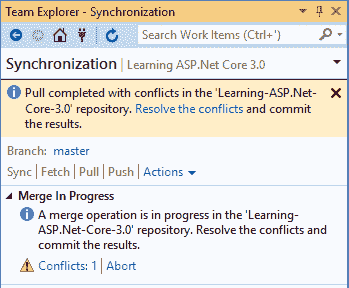 Team Explorer - Synchronization
Search Work Items (Ctrl+')
Synchronization | Learning ASP.Net Core 3.0
Pull completed with conflicts in the 'Learning-ASP.Net-
Core-3.0' repository. Resolve the conflicts and commit
the results.
Branch: master
Sync | Fetch | Pull | Push | Actions
Merge In Progress
A merge operation is in progress in the 'Learning-
ASP.Net-Core-3.0' repository. Resolve the conflicts and
commit the results.
Conflicts: 1 | Abort